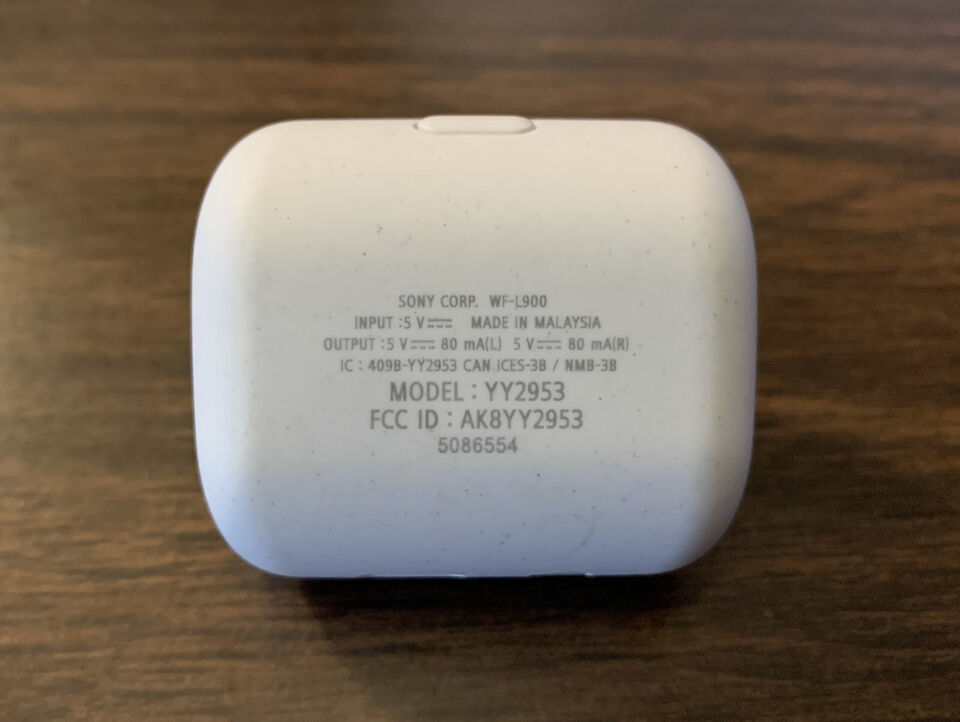 SONY CORP. WF-L900
INPUT :5 V⎓ MADE IN MALAYSIA
OUTPUT :5 V⎓ 80 mA(L) 5 V⎓ 80 mA(R)
IC : 409B-YY2953 CAN ICES-3B / NMB-3B
MODEL : YY2953
FCC ID : AK8YY2953
5086554